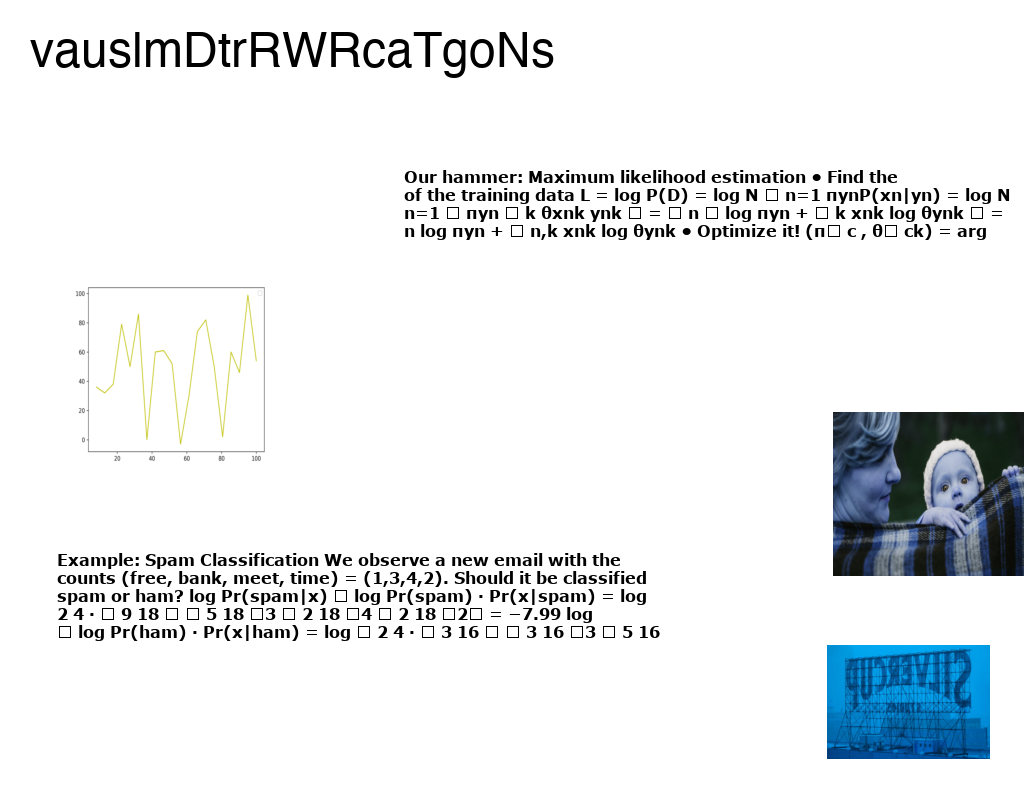 vauslmDtrRWRcaTgoNs
Our hammer: Maximum likelihood estimation ● Find the
of the training data L = log P(D) = log N □ n=1 πynP(xn|yn) = log N
n=1 □ πyn □ k θxnk ynk □ = □ n □ log πyn + □ k xnk log θynk □ =
n log πyn + □ n,k xnk log θynk ● Optimize it! (π□ c , θ□ ck) = arg
100
80
60
40
20
0
20 40 60 80 100
Example: Spam Classification We observe a new email with the
counts (free, bank, meet, time) = (1,3,4,2). Should it be classified
spam or ham? log Pr(spam|x) □ log Pr(spam) · Pr(x|spam) = log
2 4 · □ 9 18 □ □ 5 18 □3 □ 2 18 □4 □ 2 18 □2□ = −7.99 log
□ log Pr(ham) · Pr(x|ham) = log □ 2 4 · □ 3 16 □ □ 3 16 □3 □ 5 16
SILVERCUP
STUDIOS